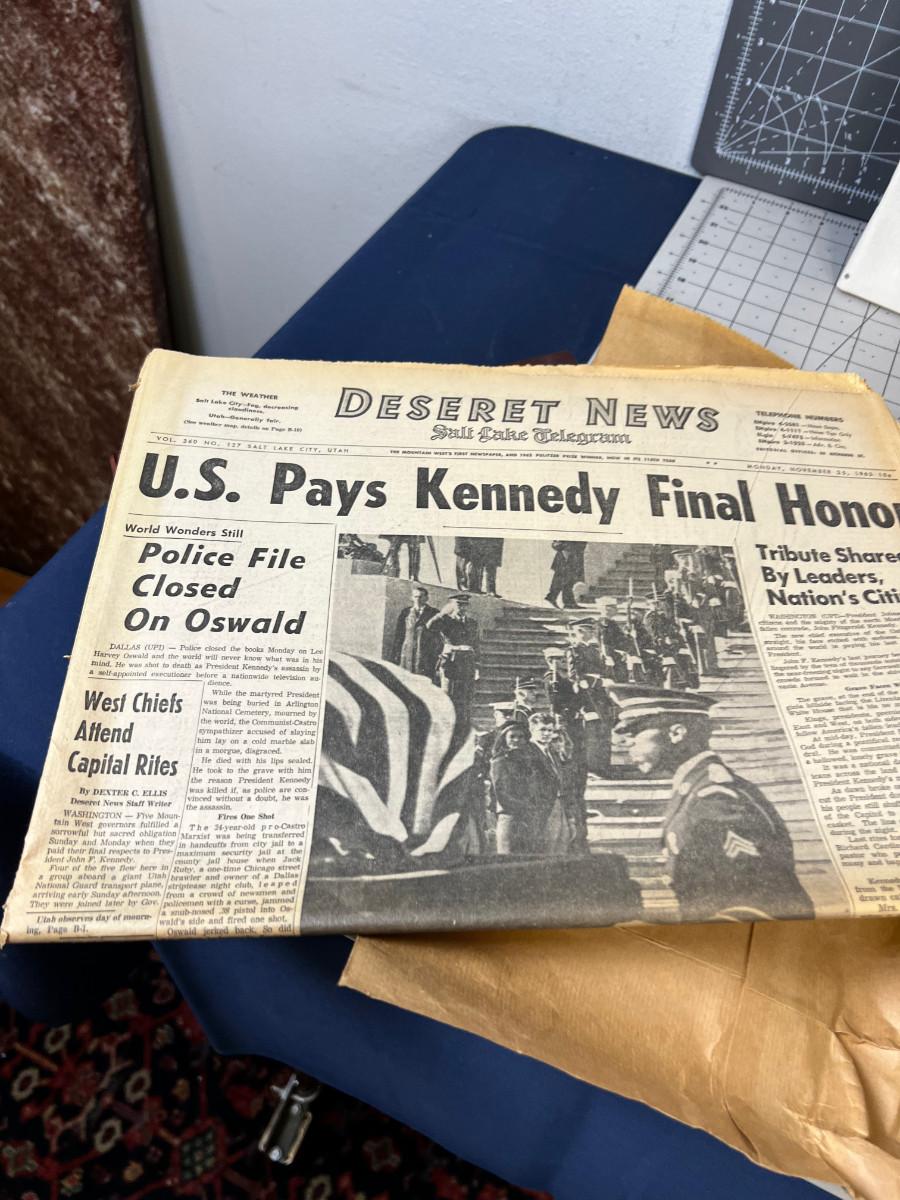 THE WEATHER
Salt Lake City—Fog, decreasing
cloudiness.
Utah—Generally fair.
(See weather map, details on Page B-10)
DESERET NEWS
Salt Lake Telegram
TELEPHONE NUMBERS
VOL. 360 NO. 127 SALT LAKE CITY, UTAH
THE MOUNTAIN WEST'S FIRST NEWSPAPER, AND 1962 PULITZER PRIZE WINNER, NOW IN ITS 114TH YEAR
MONDAY, NOVEMBER 25, 1963 10c
U.S. Pays Kennedy Final Hono
World Wonders Still
Police File
Closed
On Oswald
DALLAS (UPI) — Police closed the books Monday on Lee
Harvey Oswald and the world will never know what was in his
mind. He was shot to death as President Kennedy's assassin by
a self-appointed executioner before a nationwide television au-
dience.
While the martyred President
was being buried in Arlington
National Cemetery, mourned by
the world, the Communist-Castro
sympathizer accused of slaying
him lay on a cold marble slab
in a morgue, disgraced.
He died with his lips sealed.
He took to the grave with him
the reason President Kennedy
was killed if, as police are con-
vinced without a doubt, he was
the assassin.
Fires One Shot
The 24-year-old pro-Castro
Marxist was being transferred
in handcuffs from city jail to a
maximum security jail at the
county jail house when Jack
Ruby, a one-time Chicago street
brawler and owner of a Dallas
striptease night club, leaped
from a crowd of newsmen and
policemen with a curse, jammed
a snub-nosed .38 pistol into Os-
wald's side and fired one shot.
Oswald jerked back. So did
West Chiefs
Attend
Capital Rites
By DEXTER C. ELLIS
Deseret News Staff Writer
WASHINGTON — Five Moun-
tain West governors fulfilled a
sorrowful but sacred obligation
Sunday and Monday when they
paid their final respects to Pres-
ident John F. Kennedy.
Four of the five flew here in
a group aboard a giant Utah
National Guard transport plane,
arriving early Sunday afternoon.
They were joined later by Gov.
Utah observes day of mourn-
ing, Page B-1.
Tribute Share
By Leaders,
Nation's Citi